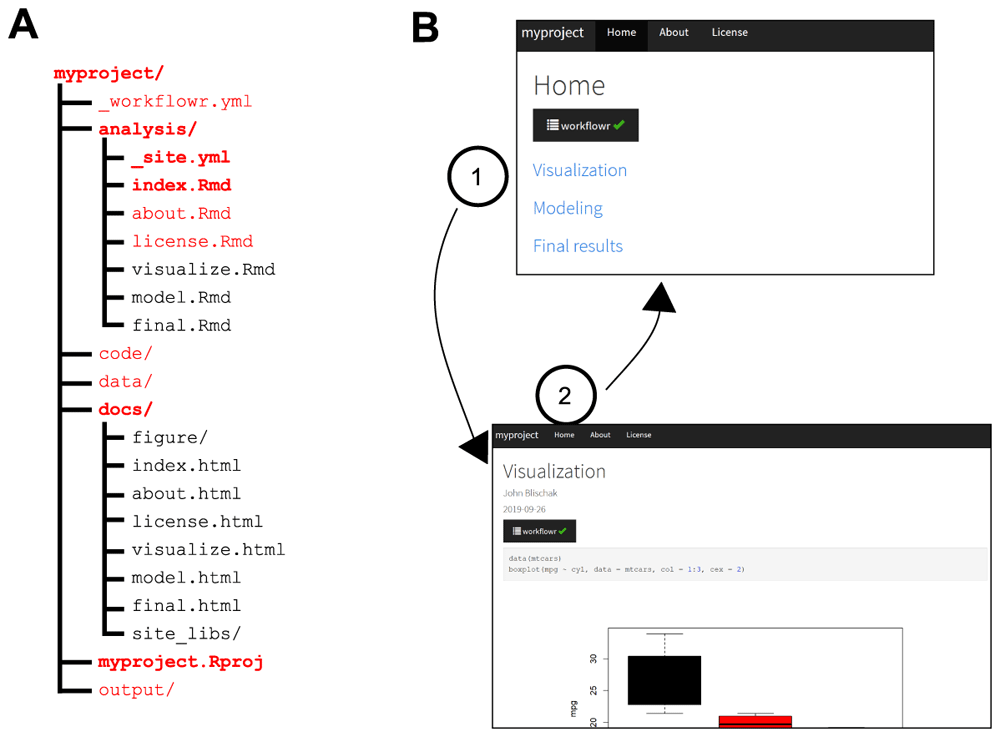 A
myproject/
_workflowr.yml
analysis/
_site.yml
index.Rmd
about.Rmd
license.Rmd
visualize.Rmd
model.Rmd
final.Rmd
code/
data/
docs/
figure/
index.html
about.html
license.html
visualize.html
model.html
final.html
site_libs/
myproject.Rproj
output/
B
myproject Home About License
Home
workflowr
Visualization
Modeling
Final results
1
2
myproject Home About License
Visualization
John Blischak
2019-09-26
workflowr
data(mtcars)
boxplot(mpg ~ cyl, data = mtcars, col = 1:3, cex = 2)
30
25
20
mpg